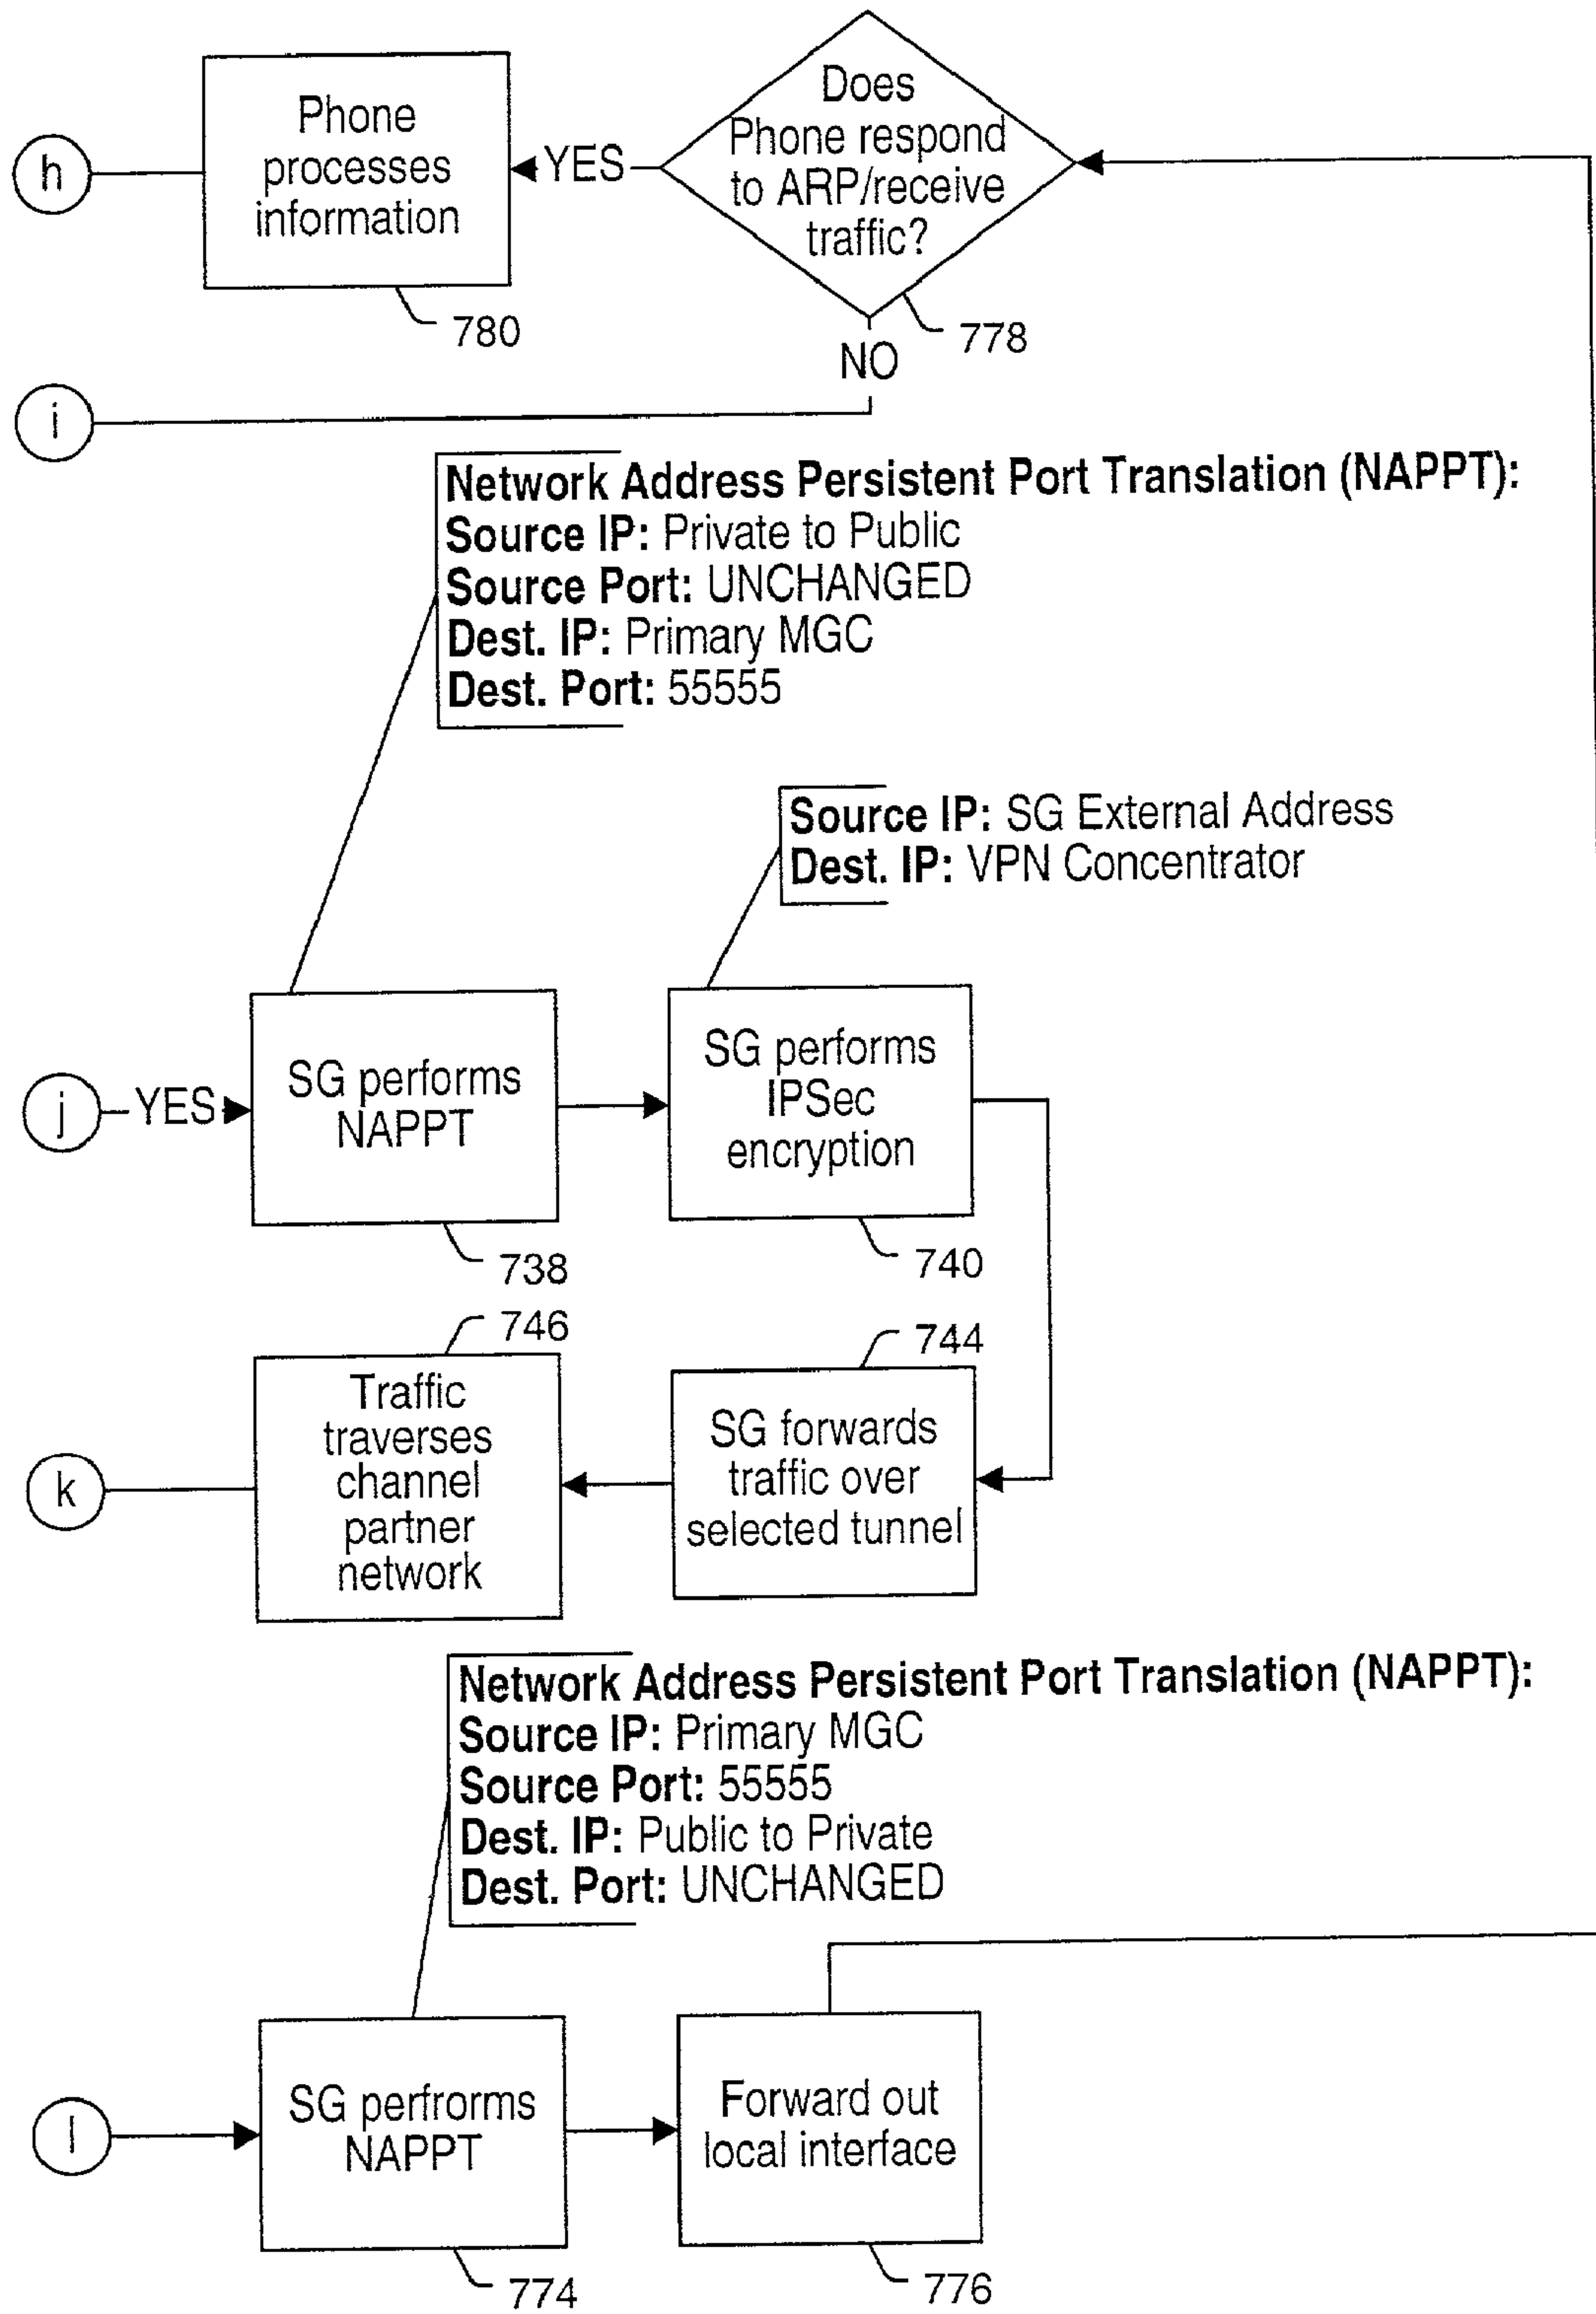 Does
Phone respond
to ARP/receive
traffic?
YES
Phone
processes
information
h
780
778
NO
i
Network Address Persistent Port Translation (NAPPT):
Source IP: Private to Public
Source Port: UNCHANGED
Dest. IP: Primary MGC
Dest. Port: 55555
Source IP: SG External Address
Dest. IP: VPN Concentrator
j
YES
SG performs
NAPPT
SG performs
IPSec
encryption
738
740
746
744
k
Traffic
traverses
channel
partner
network
SG forwards
traffic over
selected tunnel
Network Address Persistent Port Translation (NAPPT):
Source IP: Primary MGC
Source Port: 55555
Dest. IP: Public to Private
Dest. Port: UNCHANGED
l
SG perfrorms
NAPPT
Forward out
local interface
774
776